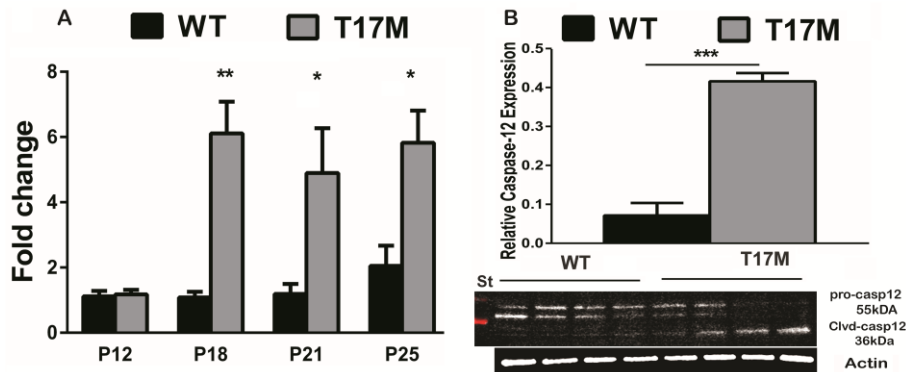 A
WT
T17M
Fold change
8
6
4
2
0
**
*
*
P12
P18
P21
P25
B
WT
T17M
Relative Caspase-12 Expression
0.5
0.4
0.3
0.2
0.1
0.0
***
WT
T17M
St
pro-casp12
55kDA
Clvd-casp12
36kDa
Actin